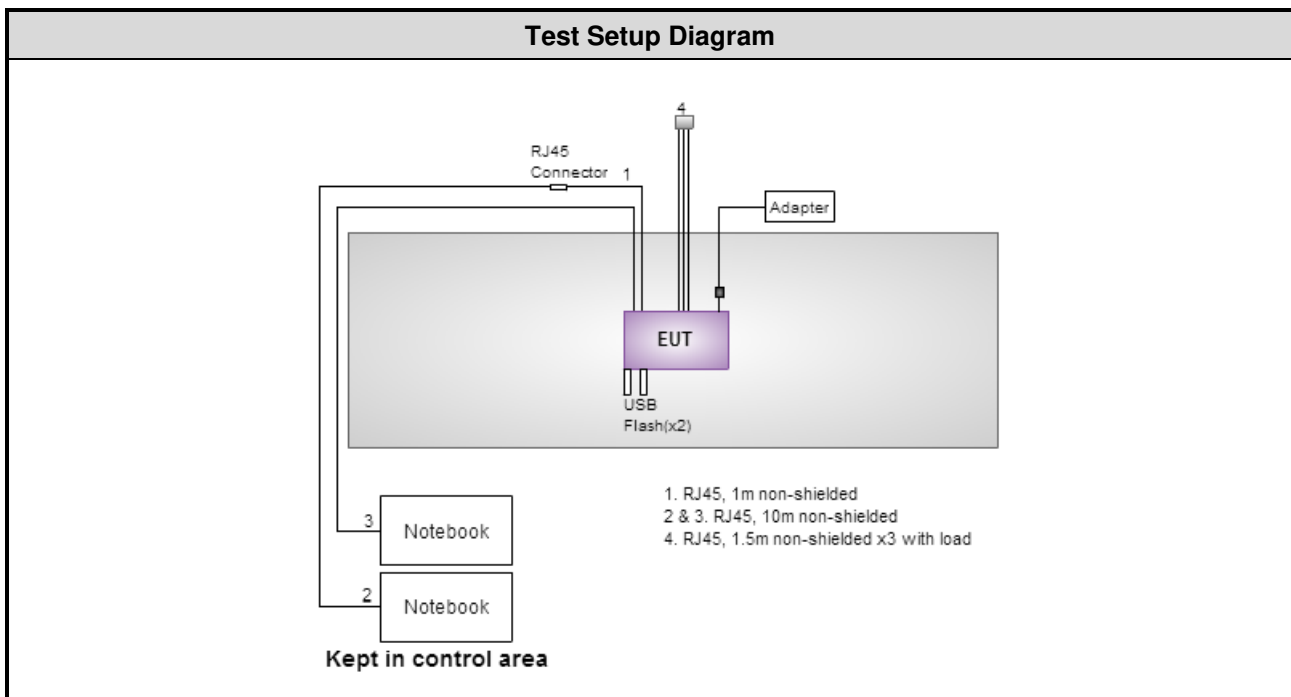 Test Setup Diagram
4
RJ45
Connector 1
Adapter
EUT
USB
Flash(x2)
1. RJ45, 1m non-shielded
2 & 3. RJ45, 10m non-shielded
4. RJ45, 1.5m non-shielded x3 with load
3
Notebook
2
Notebook
Kept in control area